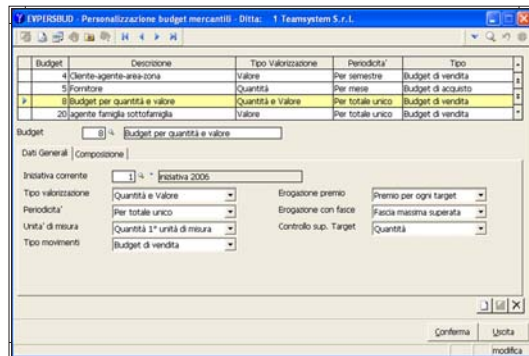 EVPERSBUD - Personalizzazione budget mercantili - Ditta: 1 Teamsystem S.r.l.
Budget Descrizione Tipo Valorizzazione Periodicita' Tipo
4 Cliente-agente-area-zona Valore Per semestre Budget di vendita
5 Fornitore Quantità Per mese Budget di acquisto
8 Budget per quantità e valore Quantità e Valore Per totale unico Budget di vendita
20 agente famiglia sottofamiglia Valore Per totale unico Budget di vendita
Budget 8 Budget per quantità e valore
Dati Generali Composizione
Iniziativa corrente 1 * iniziativa 2006
Tipo valorizzazione Quantità e Valore Erogazione premio Premio per ogni target
Periodicita' Per totale unico Erogazione con fasce Fascia massima superata
Unita' di misura Quantità 1° unità di misura Controllo sup. Target Quantità
Tipo movimenti Budget di vendita
Conferma Uscita
modifica